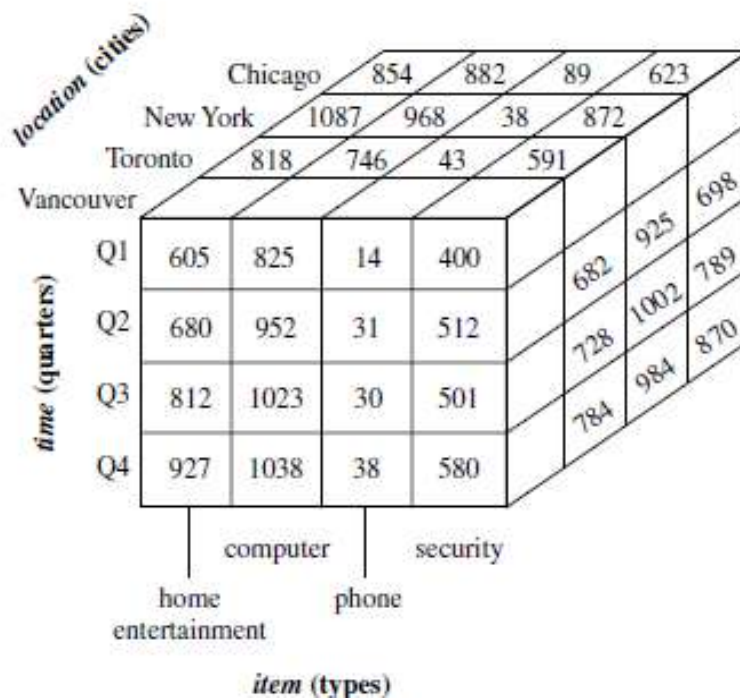 location (cities)
Chicago 854 882 89 623
New York 1087 968 38 872
Toronto 818 746 43 591
Vancouver
time (quarters)
Q1 605 825 14 400
Q2 680 952 31 512
Q3 812 1023 30 501
Q4 927 1038 38 580
682 925 698
728 1002 789
784 984 870
computer security
home phone
entertainment
item (types)